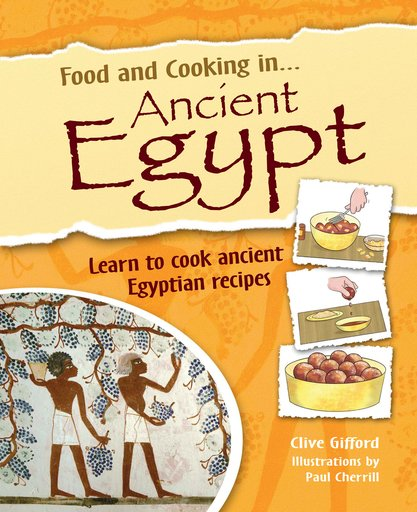 Food and Cooking in...
Ancient
Egypt
Learn to cook ancient
Egyptian recipes
Clive Gifford
Illustrations by
Paul Cherrill